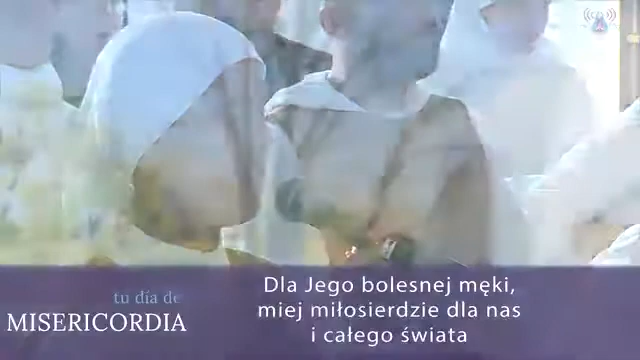 tu día de
MISERICORDIA
Dla Jego bolesnej męki,
miej miłosierdzie dla nas
i całego świata